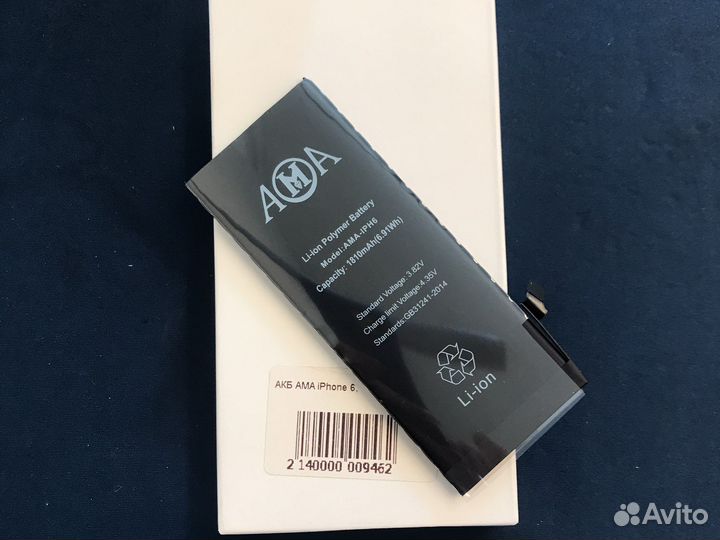 AMA
Li-ion Polymer Battery
Model:AMA-IPH6
Capacity: 1810mAh(6.91Wh)
Standard Voltage:3.82V
Charge limit Voltage:4.35V
Standards:GB31241-2014
Li-ion
АКБ AMA iPhone 6,
2 140000 009462
Avito